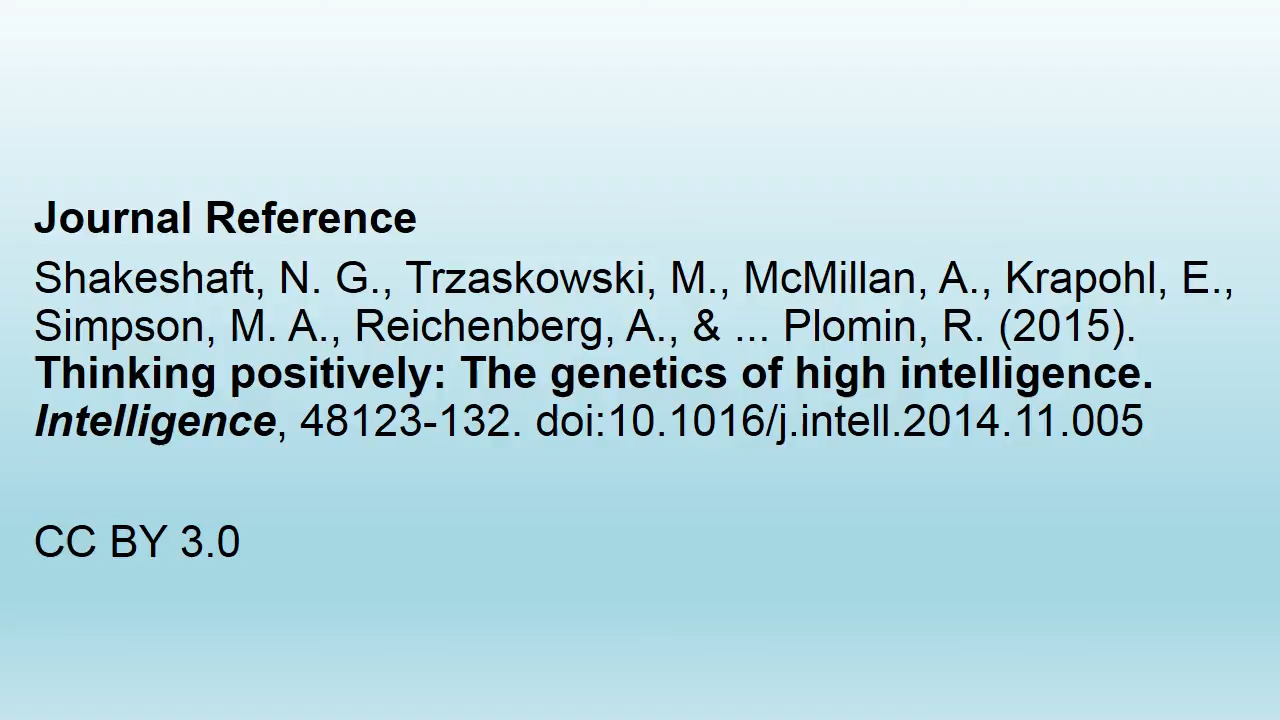 Journal Reference
Shakeshaft, N. G., Trzaskowski, M., McMillan, A., Krapohl, E.,
Simpson, M. A., Reichenberg, A., & ... Plomin, R. (2015).
Thinking positively: The genetics of high intelligence.
Intelligence, 48123-132. doi:10.1016/j.intell.2014.11.005
CC BY 3.0